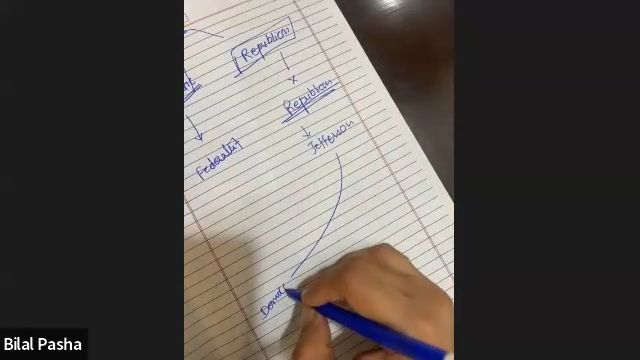 Republican
x
Republican
Jefferson
Federalist
Bilal Pasha